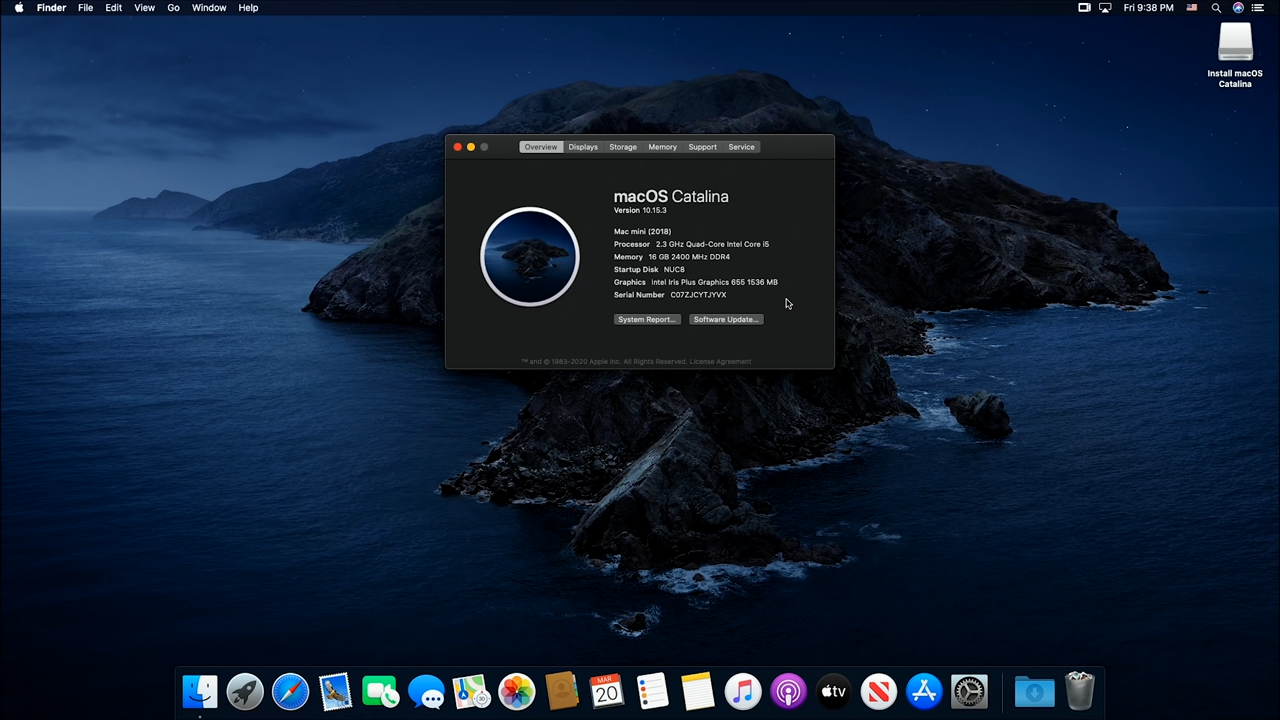 Finder File Edit View Go Window Help
Fri 9:38 PM
Install macOS
Catalina
Overview Displays Storage Memory Support Service
macOS Catalina
Version 10.15.3
Mac mini (2018)
Processor 2.3 GHz Quad-Core Intel Core i5
Memory 16 GB 2400 MHz DDR4
Startup Disk NUC8
Graphics Intel Iris Plus Graphics 655 1536 MB
Serial Number C07ZJCYTJYVX
System Report... Software Update...
™ and © 1983-2020 Apple Inc. All Rights Reserved. License Agreement
MAR
20
3D
tv